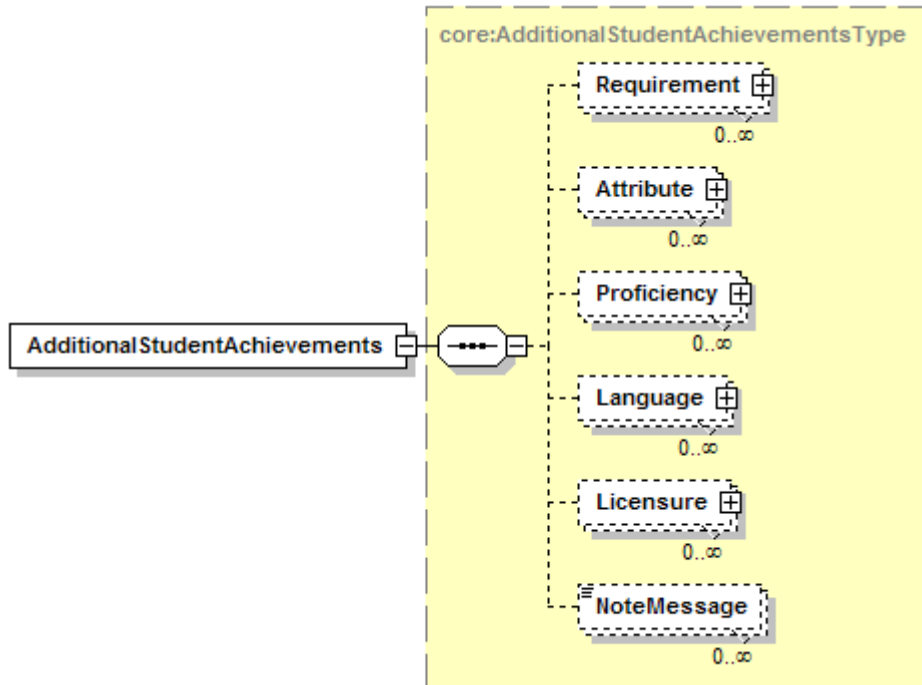 core:AdditionalStudentAchievementsType
Requirement
0..∞
Attribute
0..∞
Proficiency
0..∞
AdditionalStudentAchievements
Language
0..∞
Licensure
0..∞
NoteMessage
0..∞